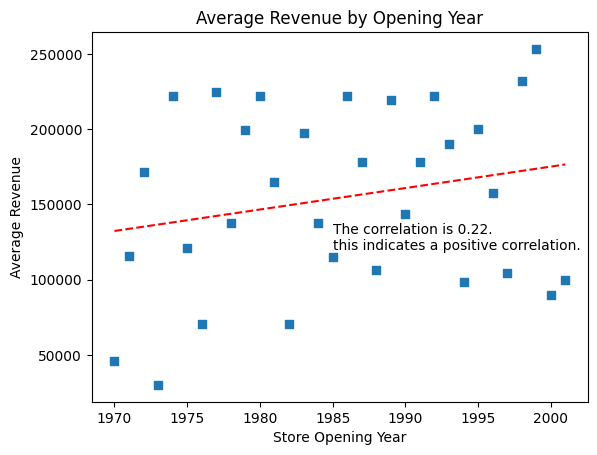 Average Revenue by Opening Year
250000
200000
150000
100000
50000
Average Revenue
The correlation is 0.22.
this indicates a positive correlation.
1970 1975 1980 1985 1990 1995 2000
Store Opening Year